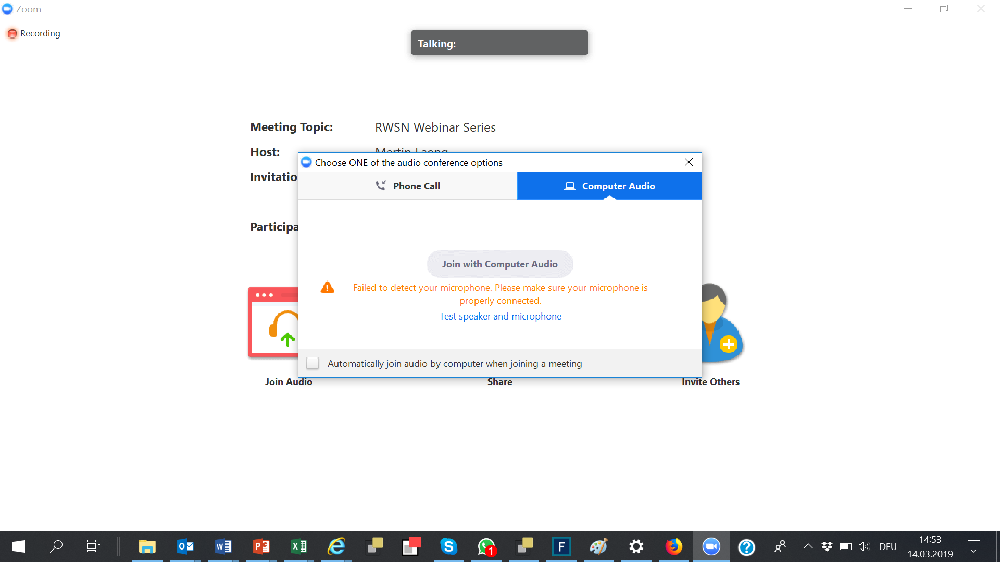 Zoom
Recording
Talking:
Meeting Topic: RWSN Webinar Series
Host:
Choose ONE of the audio conference options
Invitatio
Phone Call
Computer Audio
Participa
Join with Computer Audio
Failed to detect your microphone. Please make sure your microphone is
properly connected.
Test speaker and microphone
Automatically join audio by computer when joining a meeting
Join Audio
Share
Invite Others
1
F
DEU
14:53
14.03.2019